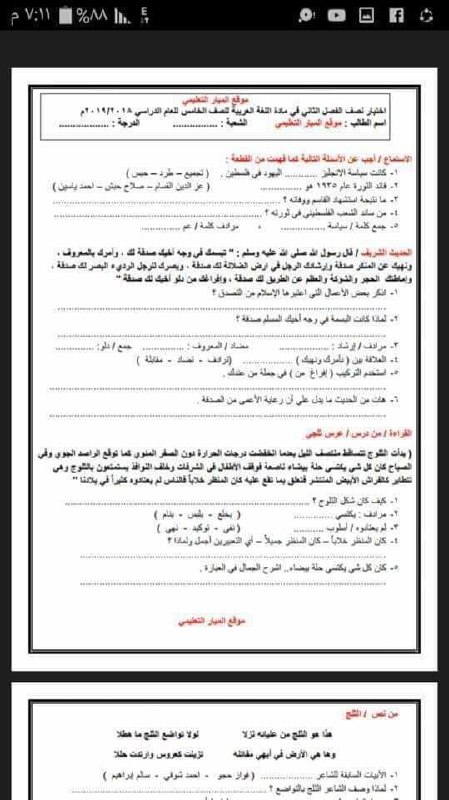 ٧:١١ م ٨٨%
موقع الميار التعليمي
اختبار نصف الفصل الثاني في مادة اللغة العربية للصف الخامس للعام الدراسي ٢٠١٩/٢٠١٨م
اسم الطالب : موقع الميار التعليمي الشعبة : ................ الدرجة : ................
الاستماع / أجب عن الأسئلة التالية كما فهمت من القطعة :
١- كانت سياسة الانجليز ............ اليهود في فلسطين . ( تجميع – طرد – حبس )
٢- قائد الثورة عام ١٩٣٥ هو ............ ( عز الدين القسام – صلاح حبش – احمد ياسين )
٣- ما نتيجة استشهاد القاسم ووفاته ؟ ............
٤- من ساند الشعب الفلسطيني في ثورته ؟ ............
٥- جمع كلمة / سياسة ............ ، مرادف كلمة / عم ............
الحديث الشريف / قال رسول الله صلى الله عليه وسلم : " تبسمك في وجه أخيك صدقة لك ، وأمرك بالمعروف ،
ونهيك عن المنكر صدقة وإرشادك الرجل في ارض الضلالة لك صدقة ، وبصرك للرجل الرديء البصر لك صدقة ،
وإماطتك الحجر والشوكة والعظم عن الطريق لك صدقة ، وإفراغك من دلو أخيك لك صدقة "
١- اذكر بعض الأعمال التي اعتبرها الإسلام من التصدق ؟
٢- لماذا كانت البسمة في وجه أخيك المسلم صدقة ؟
٣- مرادف / إرشاد : ............ مضاد / المعروف : ............ جمع / دلو: ............
٤- العلاقة بين ( تأمرك ونهيك ) ............ (ترادف - تضاد - مقابلة )
٥- استخدم التركيب ( إفراغ من ) في جملة من عندك .
٦- هات من الحديث ما يدل على أن رعاية الأعمى من الصدقة .
القراءة / من درس / عرس ثلجي
( بدأت الثلوج تتساقط منتصف الليل بعدما انخفضت درجات الحرارة دون الصفر المئوي كما توقع الراصد الجوي وفي
الصباح كان كل شي يكتسي حلة بيضاء ناصعة فوقف الأطفال في الشرفات وخلف النوافذ يستمتعون بالثلوج وهي
تتطاير كالفراش الأبيض المنتشر فتعلق بما تقع عليه كان المنظر خلاباً فالناس لم يعتادوه كثيراً في بلادنا "
١- كيف كان شكل الثلوج ؟ ............
٢- مرادف : يكتسي ............ ( يخلع - يلبس - ينام )
٣- لم يعتادوه / أسلوب ............ ( نفي - توكيد - نهي )
٤- كان المنظر خلاباً – كان المنظر جميلاً – أي التعبيرين أجمل ولماذا ؟
٥- كان كل شي يكتسي حلة بيضاء.. اشرح الجمال في العبارة .
موقع الميار التعليمي
من نص / الثلج
هذا هو الثلج من عليائه نزلا لولا تواضع الثلج ما هطلا
وها هي الأرض في أبهى مفاتنه تزينت كعروس وارتدت حللا
١- الأبيات السابقة للشاعر ............ ( فواز حجو - احمد شوقي - سالم إبراهيم )
٢- لماذا وصف الشاعر الثلج بالتواضع ؟ ............